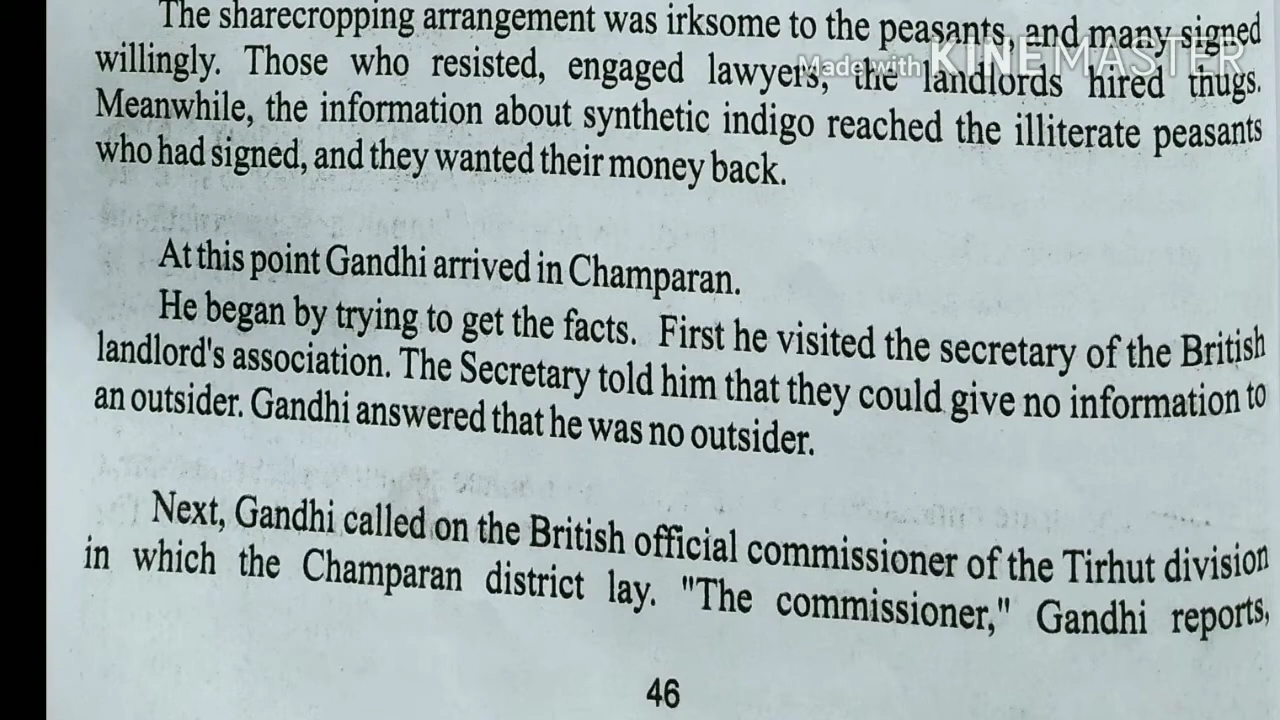 The sharecropping arrangement was irksome to the peasants, and many signed
willingly. Those who resisted, engaged lawyers, the landlords hired thugs.
Made with KINEMASTER
Meanwhile, the information about synthetic indigo reached the illiterate peasants
who had signed, and they wanted their money back.
At this point Gandhi arrived in Champaran.
He began by trying to get the facts. First he visited the secretary of the British
landlord's association. The Secretary told him that they could give no information to
an outsider. Gandhi answered that he was no outsider.
Next, Gandhi called on the British official commissioner of the Tirhut division
in which the Champaran district lay. "The commissioner," Gandhi reports,
46